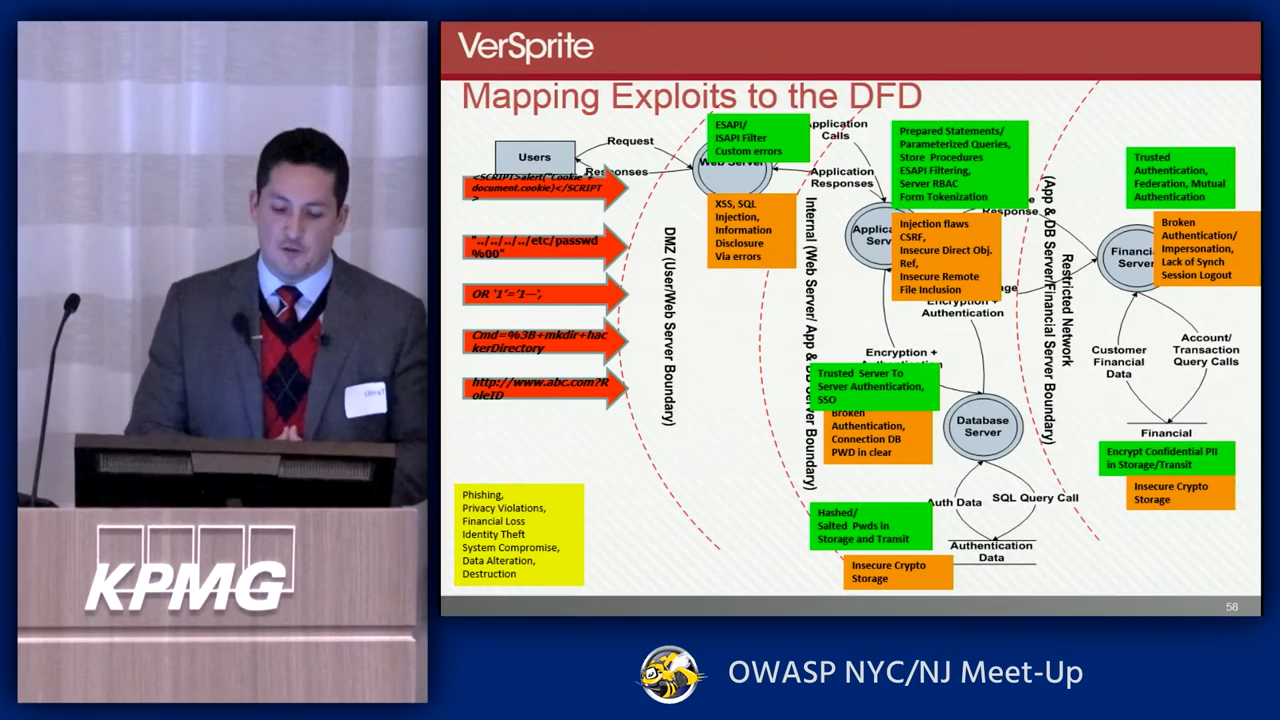 VerSprite
Mapping Exploits to the DFD
Users
Request
Responses
Web Server
ESAPI/
ISAPI Filter
Custom errors
Application
Calls
Application
Responses
Prepared Statements/
Parameterized Queries,
Store Procedures
ESAPI Filtering,
Server RBAC
Form Tokenization
Trusted
Authentication,
Federation, Mutual
Authentication
<SCRIPT>alert("Cookie"+
document.cookie)</SCRIPT
>
"../../../../etc/passwd
%00"
OR '1'='1—',
Cmd=%3B+mkdir+hac
kerDirectory
http://www.abc.com?R
oleID
XSS, SQL
Injection,
Information
Disclosure
Via errors
DMZ (User/Web Server Boundary)
Internal (Web Server/ App & DB Server Boundary)
Response
Injection flaws
CSRF,
Insecure Direct Obj.
Ref,
Insecure Remote
File Inclusion
Encryption +
Authentication
(App & DB Server/Financial Server Boundary)
Restricted Network
Broken
Authentication/
Impersonation,
Lack of Synch
Session Logout
Encryption +
Trusted Server To
Server Authentication,
SSO
Broken
Authentication,
Connection DB
PWD in clear
Database
Server
Customer
Financial
Data
Account/
Transaction
Query Calls
Financial
Encrypt Confidential PII
in Storage/Transit
Insecure Crypto
Storage
Auth Data
SQL Query Call
Hashed/
Salted Pwds in
Storage and Transit
Authentication
Data
Insecure Crypto
Storage
Phishing,
Privacy Violations,
Financial Loss
Identity Theft
System Compromise,
Data Alteration,
Destruction
58
KPMG
OWASP NYC/NJ Meet-Up